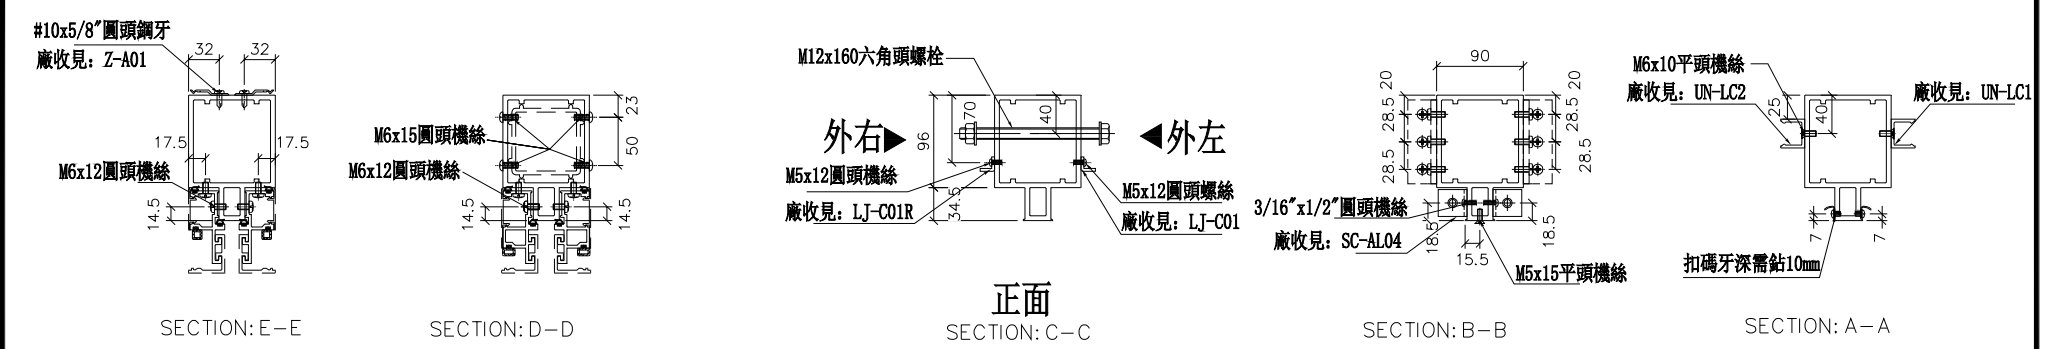 #10x5/8"圓頭鋼牙
廠收見: Z-A01
32
32
17.5
17.5
M6x12圓頭機絲
14.5
SECTION:E-E
23
50
M6x15圓頭機絲
M6x12圓頭機絲
14.5
14.5
SECTION:D-D
M12x160六角頭螺栓
96
70
40
外右
外左
M5x12圓頭機絲
廠收見: LJ-C01R
34.5
M5x12圓頭螺絲
廠收見: LJ-C01
正面
SECTION:C-C
90
20
20
28.5
28.5
28.5
28.5
3/16"x1/2"圓頭機絲
廠收見: SC-AL04
18.5
18.5
15.5
M5x15平頭機絲
SECTION:B-B
M6x10平頭機絲
廠收見: UN-LC2
25
40
廠收見: UN-LC1
7
7
扣碼牙深需鉆10mm
SECTION:A-A